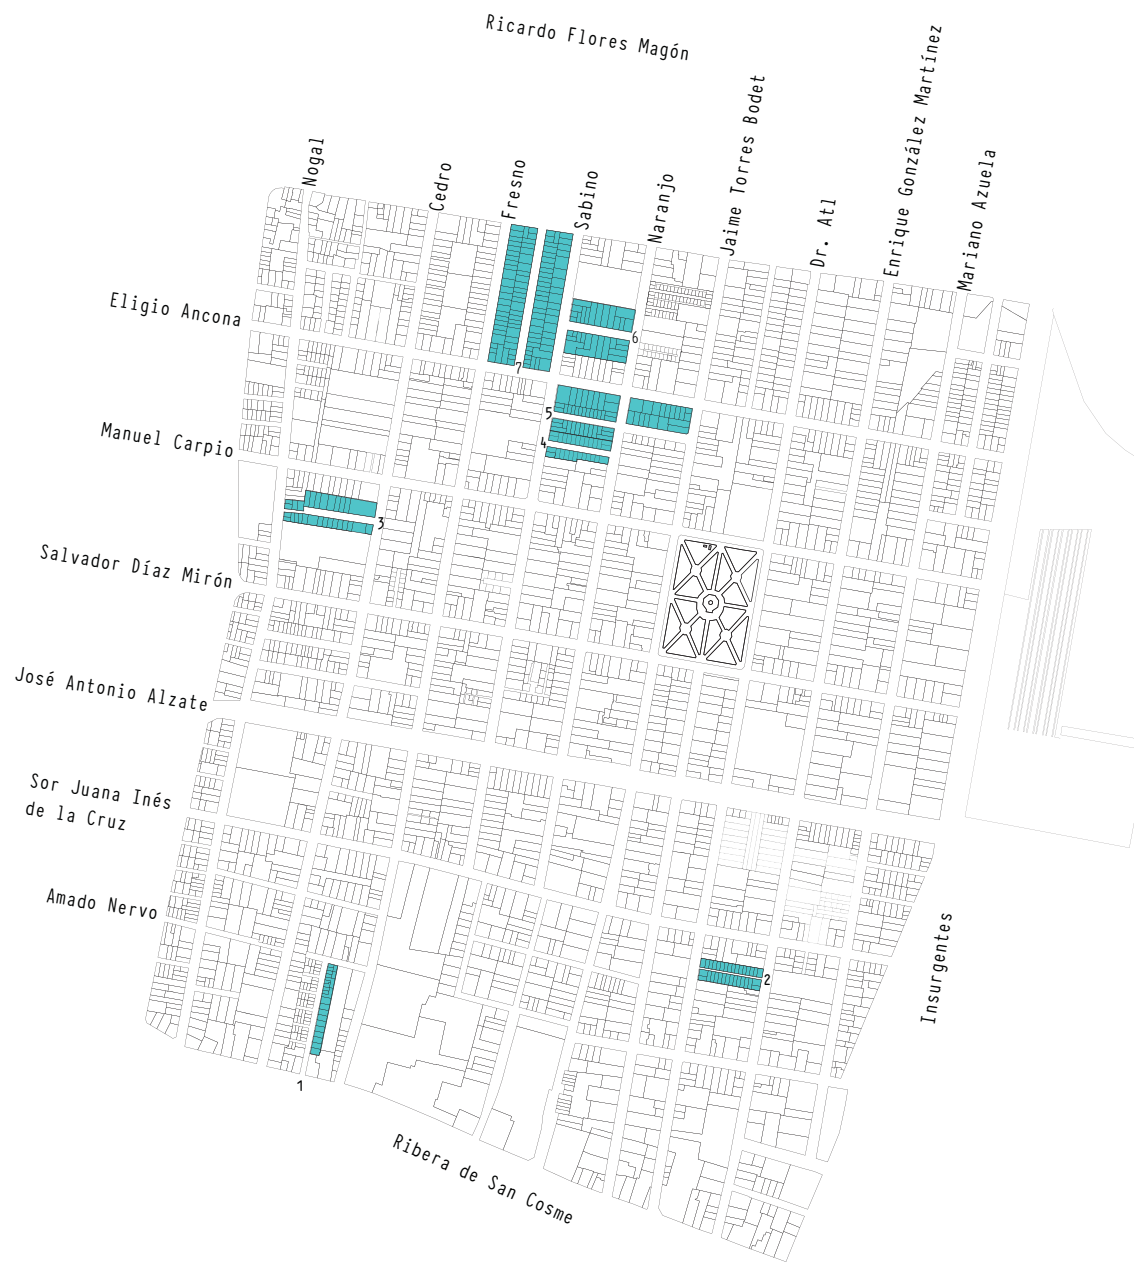 Ricardo Flores Magón
Nogal
Cedro
Fresno
Sabino
Naranjo
Jaime Torres Bodet
Dr. Atl
Enrique González Martínez
Mariano Azuela
Eligio Ancona
6
7
5
Manuel Carpio
4
3
Salvador Díaz Mirón
José Antonio Alzate
Sor Juana Inés
de la Cruz
Amado Nervo
Insurgentes
2
1
Ribera de San Cosme